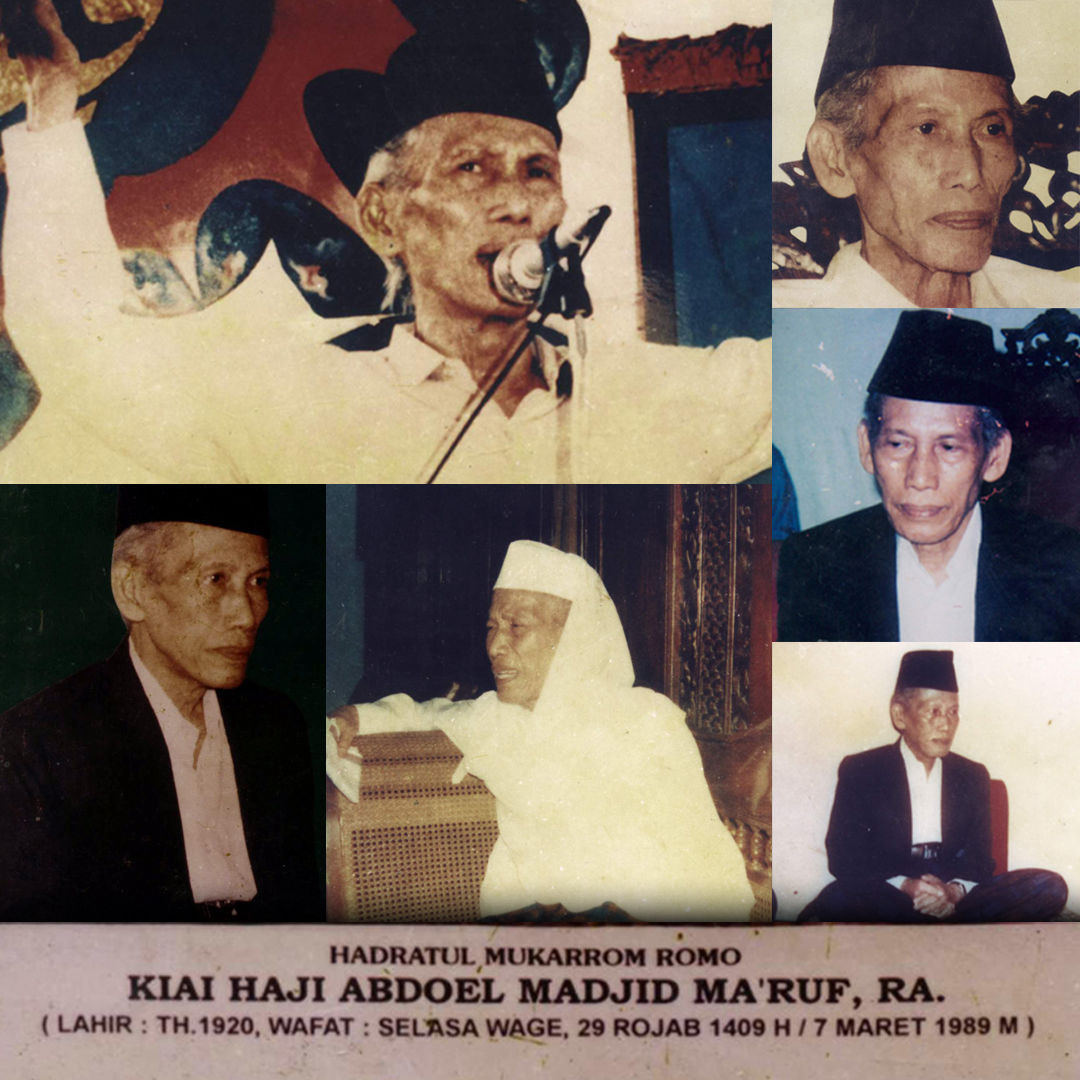 HADRATUL MUKARROM ROMO
KIAI HAJI ABDOEL MADJID MA'RUF, RA.
( LAHIR : TH.1920, WAFAT : SELASA WAGE, 29 ROJAB 1409 H / 7 MARET 1989 M )